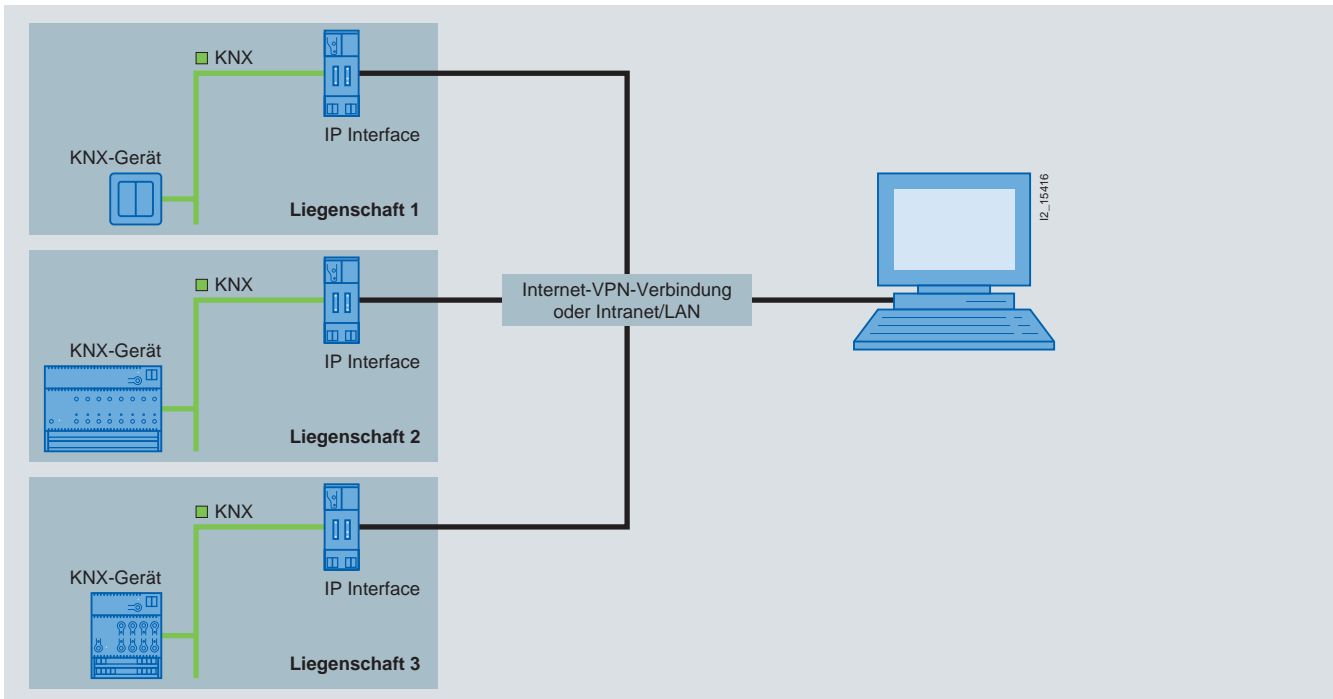 KNX
IP Interface
KNX-Gerät
Liegenschaft 1
KNX
IP Interface
KNX-Gerät
Liegenschaft 2
KNX
IP Interface
KNX-Gerät
Liegenschaft 3
Internet-VPN-Verbindung
oder Intranet/LAN
I2_15416